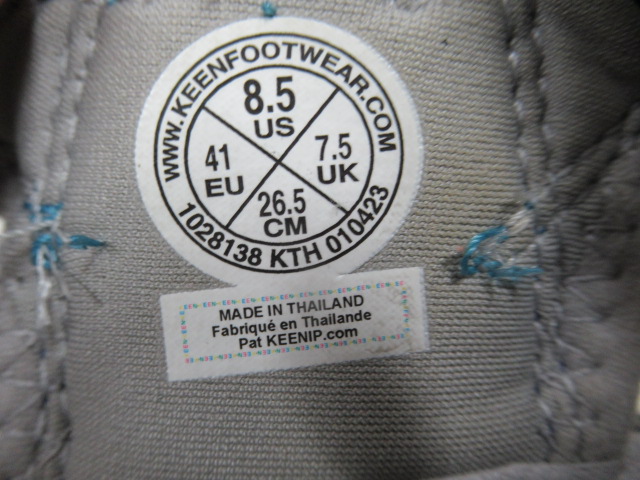 WWW.KEENFOOTWEAR.COM
8.5
US
41
EU
7.5
UK
26.5
CM
1028138 KTH 010423
MADE IN THAILAND
Fabriqué en Thailande
Pat KEENIP.com